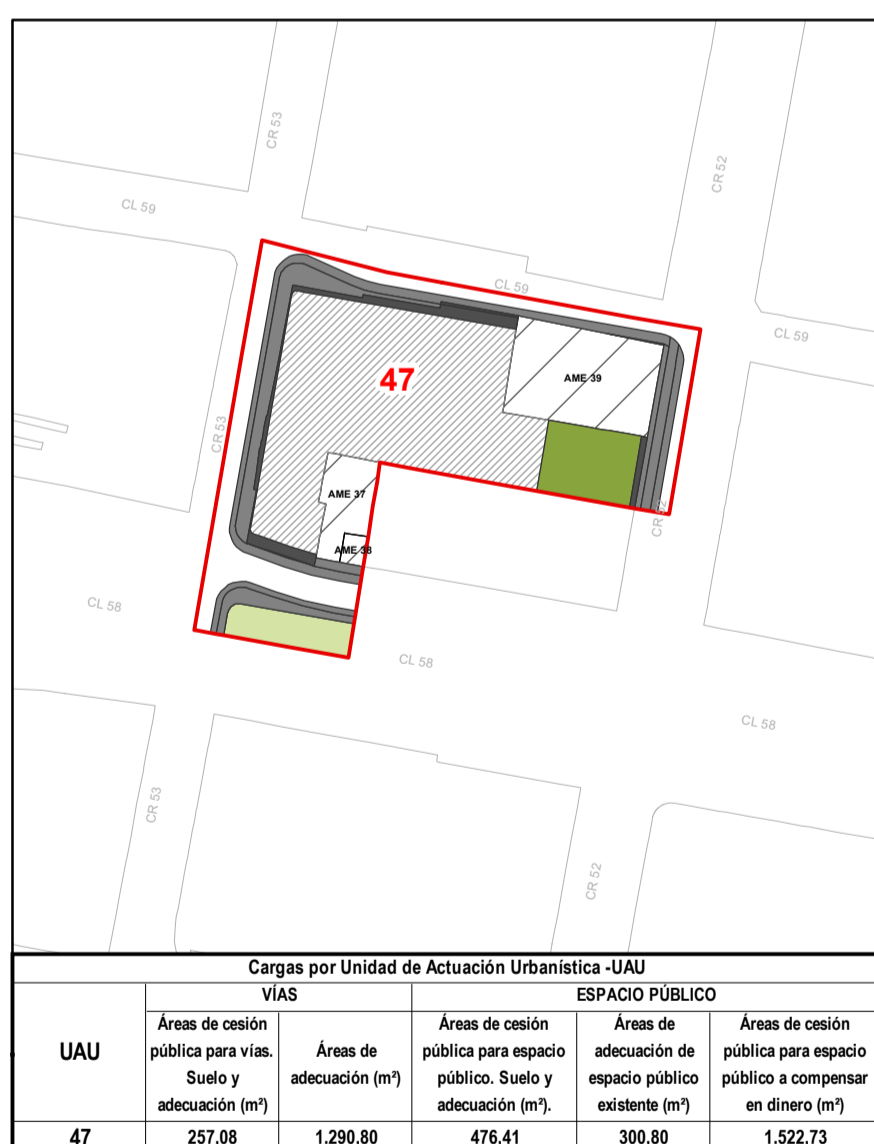 CR 53
CR 52
CL 59
CL 59
CL 59
47
AME 39
CR 53
AME 37
CR 52
AME 38
CL 58
CL 58
CL 58
CR 53
CR 52
Cargas por Unidad de Actuación Urbanística -UAU
VÍAS ESPACIO PÚBLICO
UAU
Áreas de cesión
pública para vías.
Suelo y
adecuación (m²)
Áreas de
adecuación (m²)
Áreas de cesión
pública para espacio
público. Suelo y
adecuación (m²).
Áreas de
adecuación de
espacio público
existente (m²)
Áreas de cesión
pública para espacio
público a compensar
en dinero (m²)
47 257.08 1,290.80 476.41 300.80 1,522.73